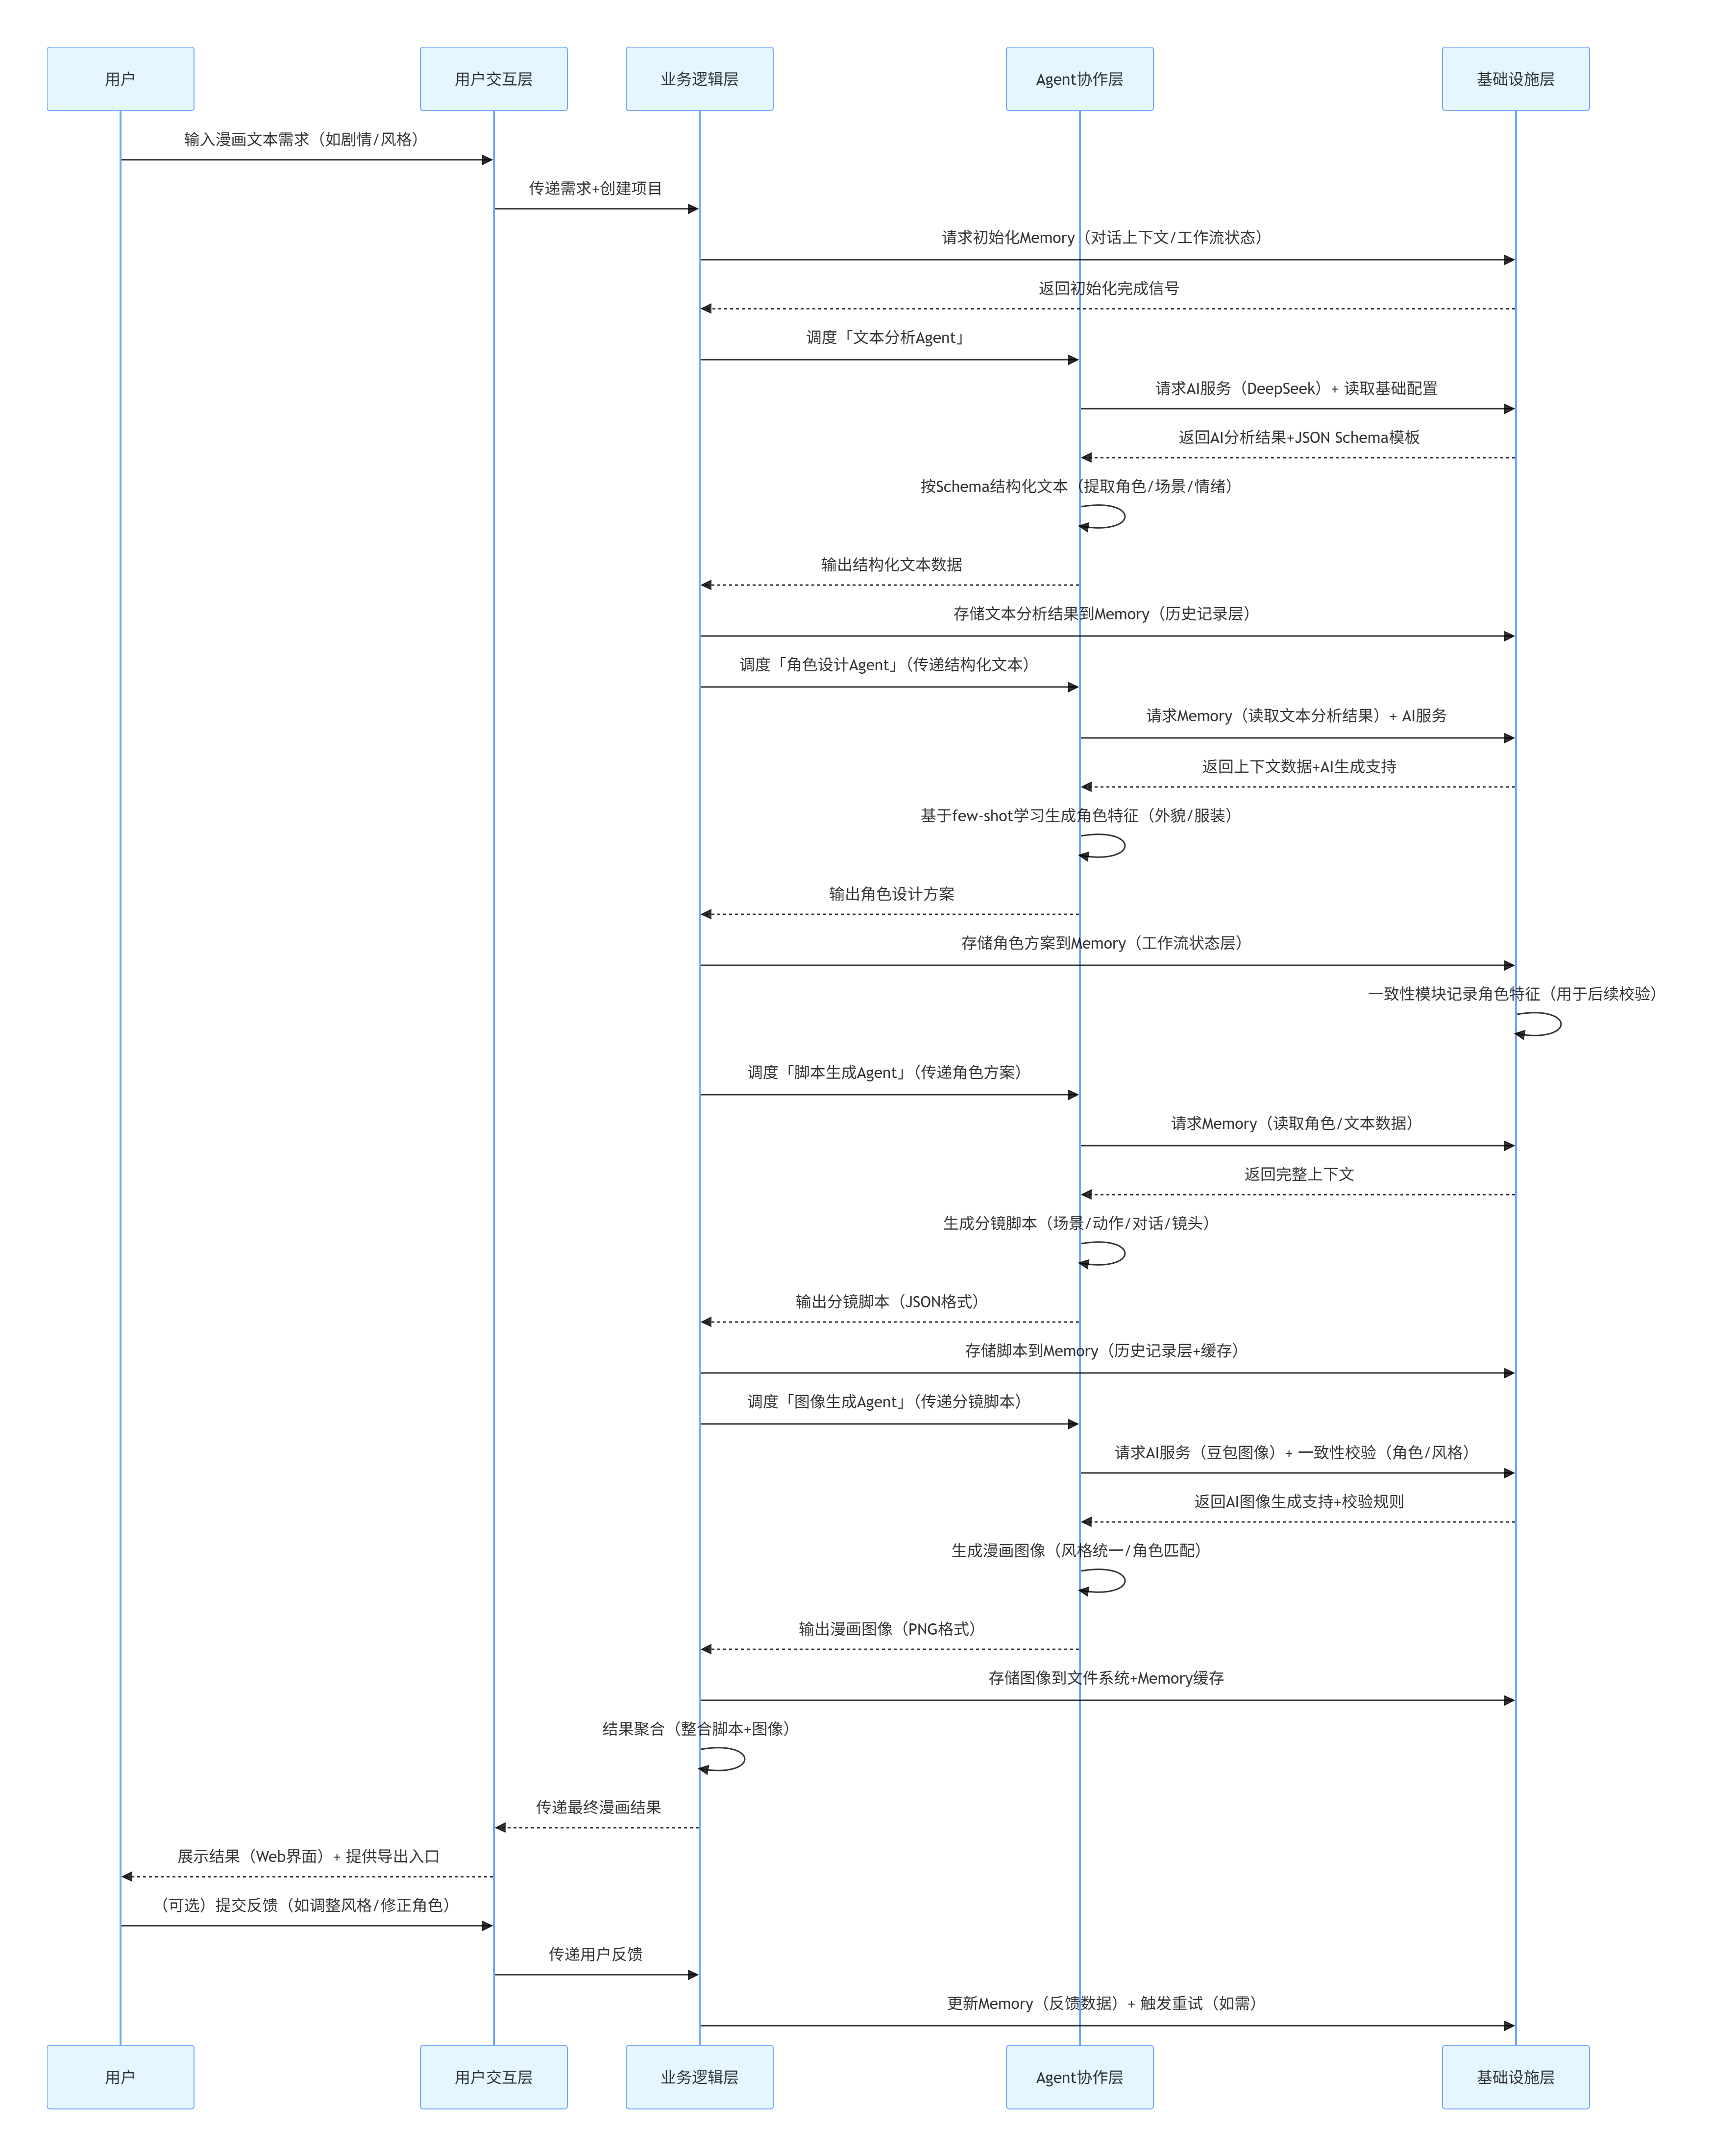 用户
用户交互层
业务逻辑层
Agent协作层
基础设施层
输入漫画文本需求（如剧情/风格）
传递需求+创建项目
请求初始化Memory（对话上下文/工作流状态）
返回初始化完成信号
调度「文本分析Agent」
请求AI服务（DeepSeek）+ 读取基础配置
返回AI分析结果+JSON Schema模板
按Schema结构化文本（提取角色/场景/情绪）
输出结构化文本数据
存储文本分析结果到Memory（历史记录层）
调度「角色设计Agent」（传递结构化文本）
请求Memory（读取文本分析结果）+ AI服务
返回上下文数据+AI生成支持
基于few-shot学习生成角色特征（外貌/服装）
输出角色设计方案
存储角色方案到Memory（工作流状态层）
一致性模块记录角色特征（用于后续校验）
调度「脚本生成Agent」（传递角色方案）
请求Memory（读取角色/文本数据）
返回完整上下文
生成分镜脚本（场景/动作/对话/镜头）
输出分镜脚本（JSON格式）
存储脚本到Memory（历史记录层+缓存）
调度「图像生成Agent」（传递分镜脚本）
请求AI服务（豆包图像）+ 一致性校验（角色/风格）
返回AI图像生成支持+校验规则
生成漫画图像（风格统一/角色匹配）
输出漫画图像（PNG格式）
存储图像到文件系统+Memory缓存
结果聚合（整合脚本+图像）
传递最终漫画结果
展示结果（Web界面）+ 提供导出入口
（可选）提交反馈（如调整风格/修正角色）
传递用户反馈
更新Memory（反馈数据）+ 触发重试（如需）
用户
用户交互层
业务逻辑层
Agent协作层
基础设施层